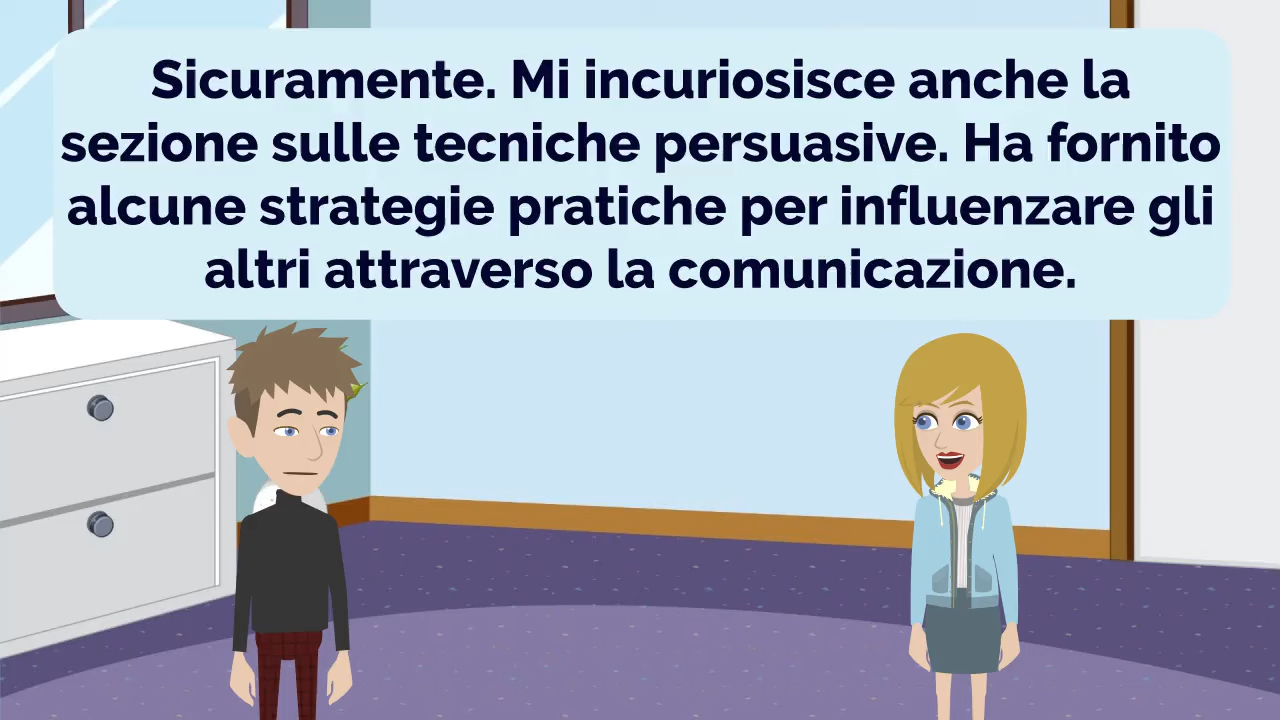 Sicuramente. Mi incuriosisce anche la
sezione sulle tecniche persuasive. Ha fornito
alcune strategie pratiche per influenzare gli
altri attraverso la comunicazione.